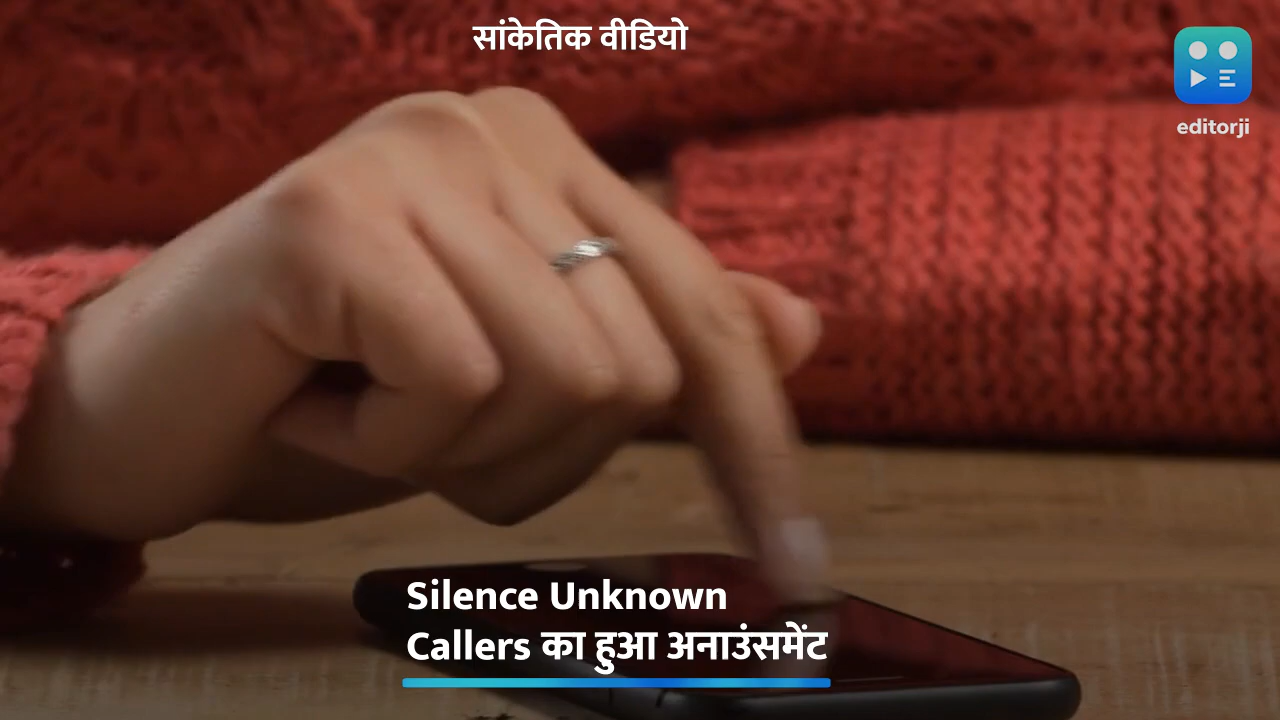 सांकेतिक वीडियो
editorji
Silence Unknown
Callers का हुआ अनाउंसमेंट